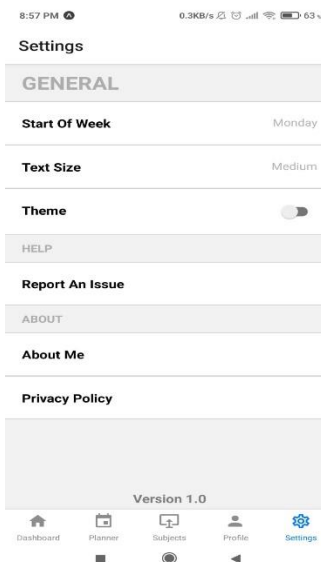 8:57 PM 0.3KB/s 63
Settings
GENERAL
Start Of Week Monday
Text Size Medium
Theme
HELP
Report An Issue
ABOUT
About Me
Privacy Policy
Version 1.0
Dashboard Planner Subjects Profile Settings